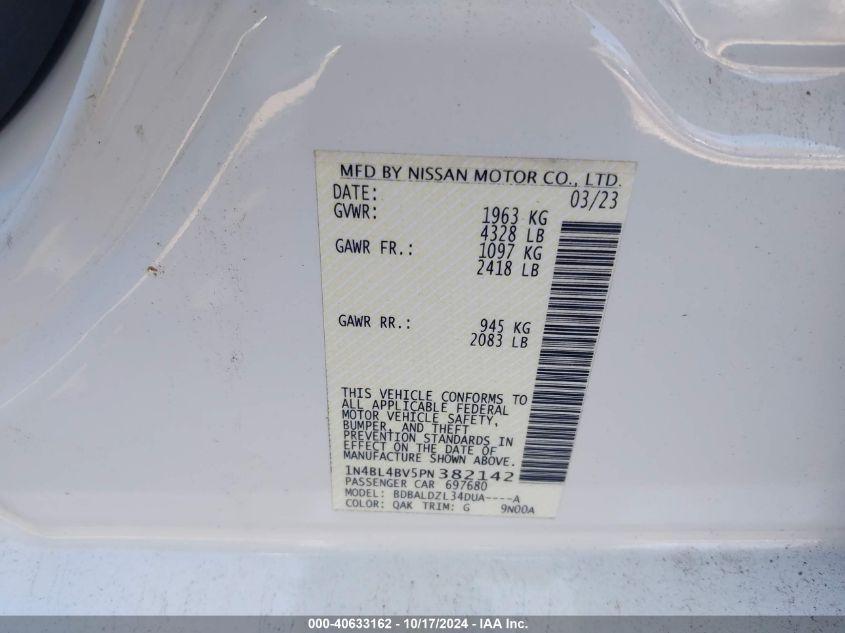 MFD BY NISSAN MOTOR CO., LTD.
DATE: 03/23
GVWR: 1963 KG
4328 LB
GAWR FR.: 1097 KG
2418 LB
GAWR RR.: 945 KG
2083 LB
THIS VEHICLE CONFORMS TO
ALL APPLICABLE FEDERAL
MOTOR VEHICLE SAFETY,
BUMPER, AND THEFT
PREVENTION STANDARDS IN
EFFECT ON THE DATE OF
MANUFACTURE SHOWN ABOVE.
1N4BL4BV5PN382142
PASSENGER CAR 697680
MODEL: BDBALDZL34DUA----A
COLOR: QAK TRIM: G 9N00A
000-40633162 - 10/17/2024 - IAA Inc.